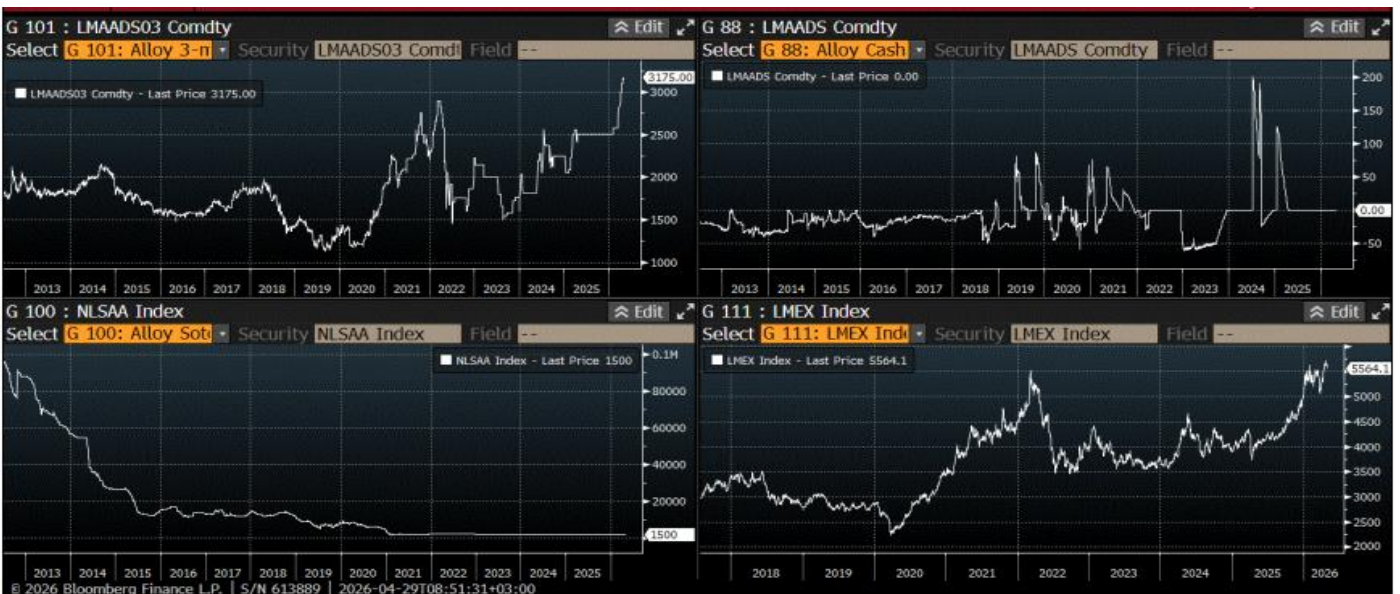 G 101 : LMAADS03 Comdty
Edit
Select G 101: Alloy 3-m Security LMAADS03 Comdt Field --
LMAADS03 Comdty - Last Price 3175.00
3175.00
3000
2500
2000
1500
1000
2013 2014 2015 2016 2017 2018 2019 2020 2021 2022 2023 2024 2025
G 88 : LMAADS Comdty
Edit
Select G 88: Alloy Cash Security LMAADS Comdty Field --
LMAADS Comdty - Last Price 0.00
200
150
100
50
0.00
-50
2013 2014 2015 2016 2017 2018 2019 2020 2021 2022 2023 2024 2025
G 100 : NLSAA Index
Edit
Select G 100: Alloy Sot Security NLSAA Index Field --
NLSAA Index - Last Price 1500
0.1M
80000
60000
40000
20000
1500
2013 2014 2015 2016 2017 2018 2019 2020 2021 2022 2023 2024 2025
G 111 : LMEX Index
Edit
Select G 111: LMEX Ind Security LMEX Index Field --
LMEX Index - Last Price 5564.1
5564.1
5000
4500
4000
3500
3000
2500
2000
2018 2019 2020 2021 2022 2023 2024 2025 2026
© 2026 Bloomberg Finance L.P. | S/N 613889 | 2026-04-29T08:51:31+03:00